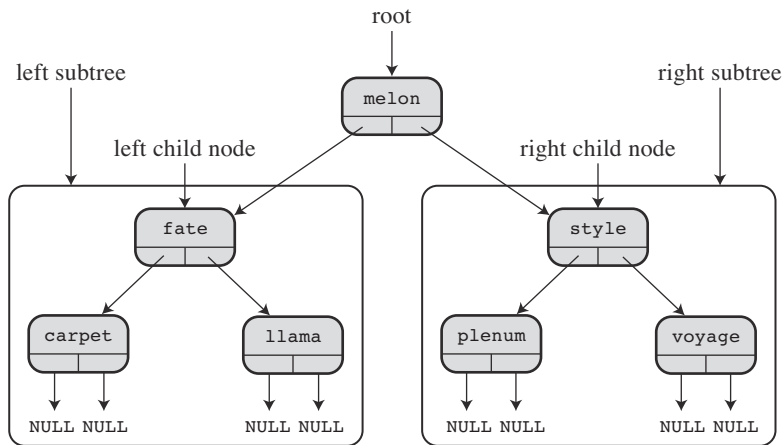 root
left subtree
right subtree
melon
left child node
right child node
fate
style
carpet
llama
plenum
voyage
NULL NULL
NULL NULL
NULL NULL
NULL NULL